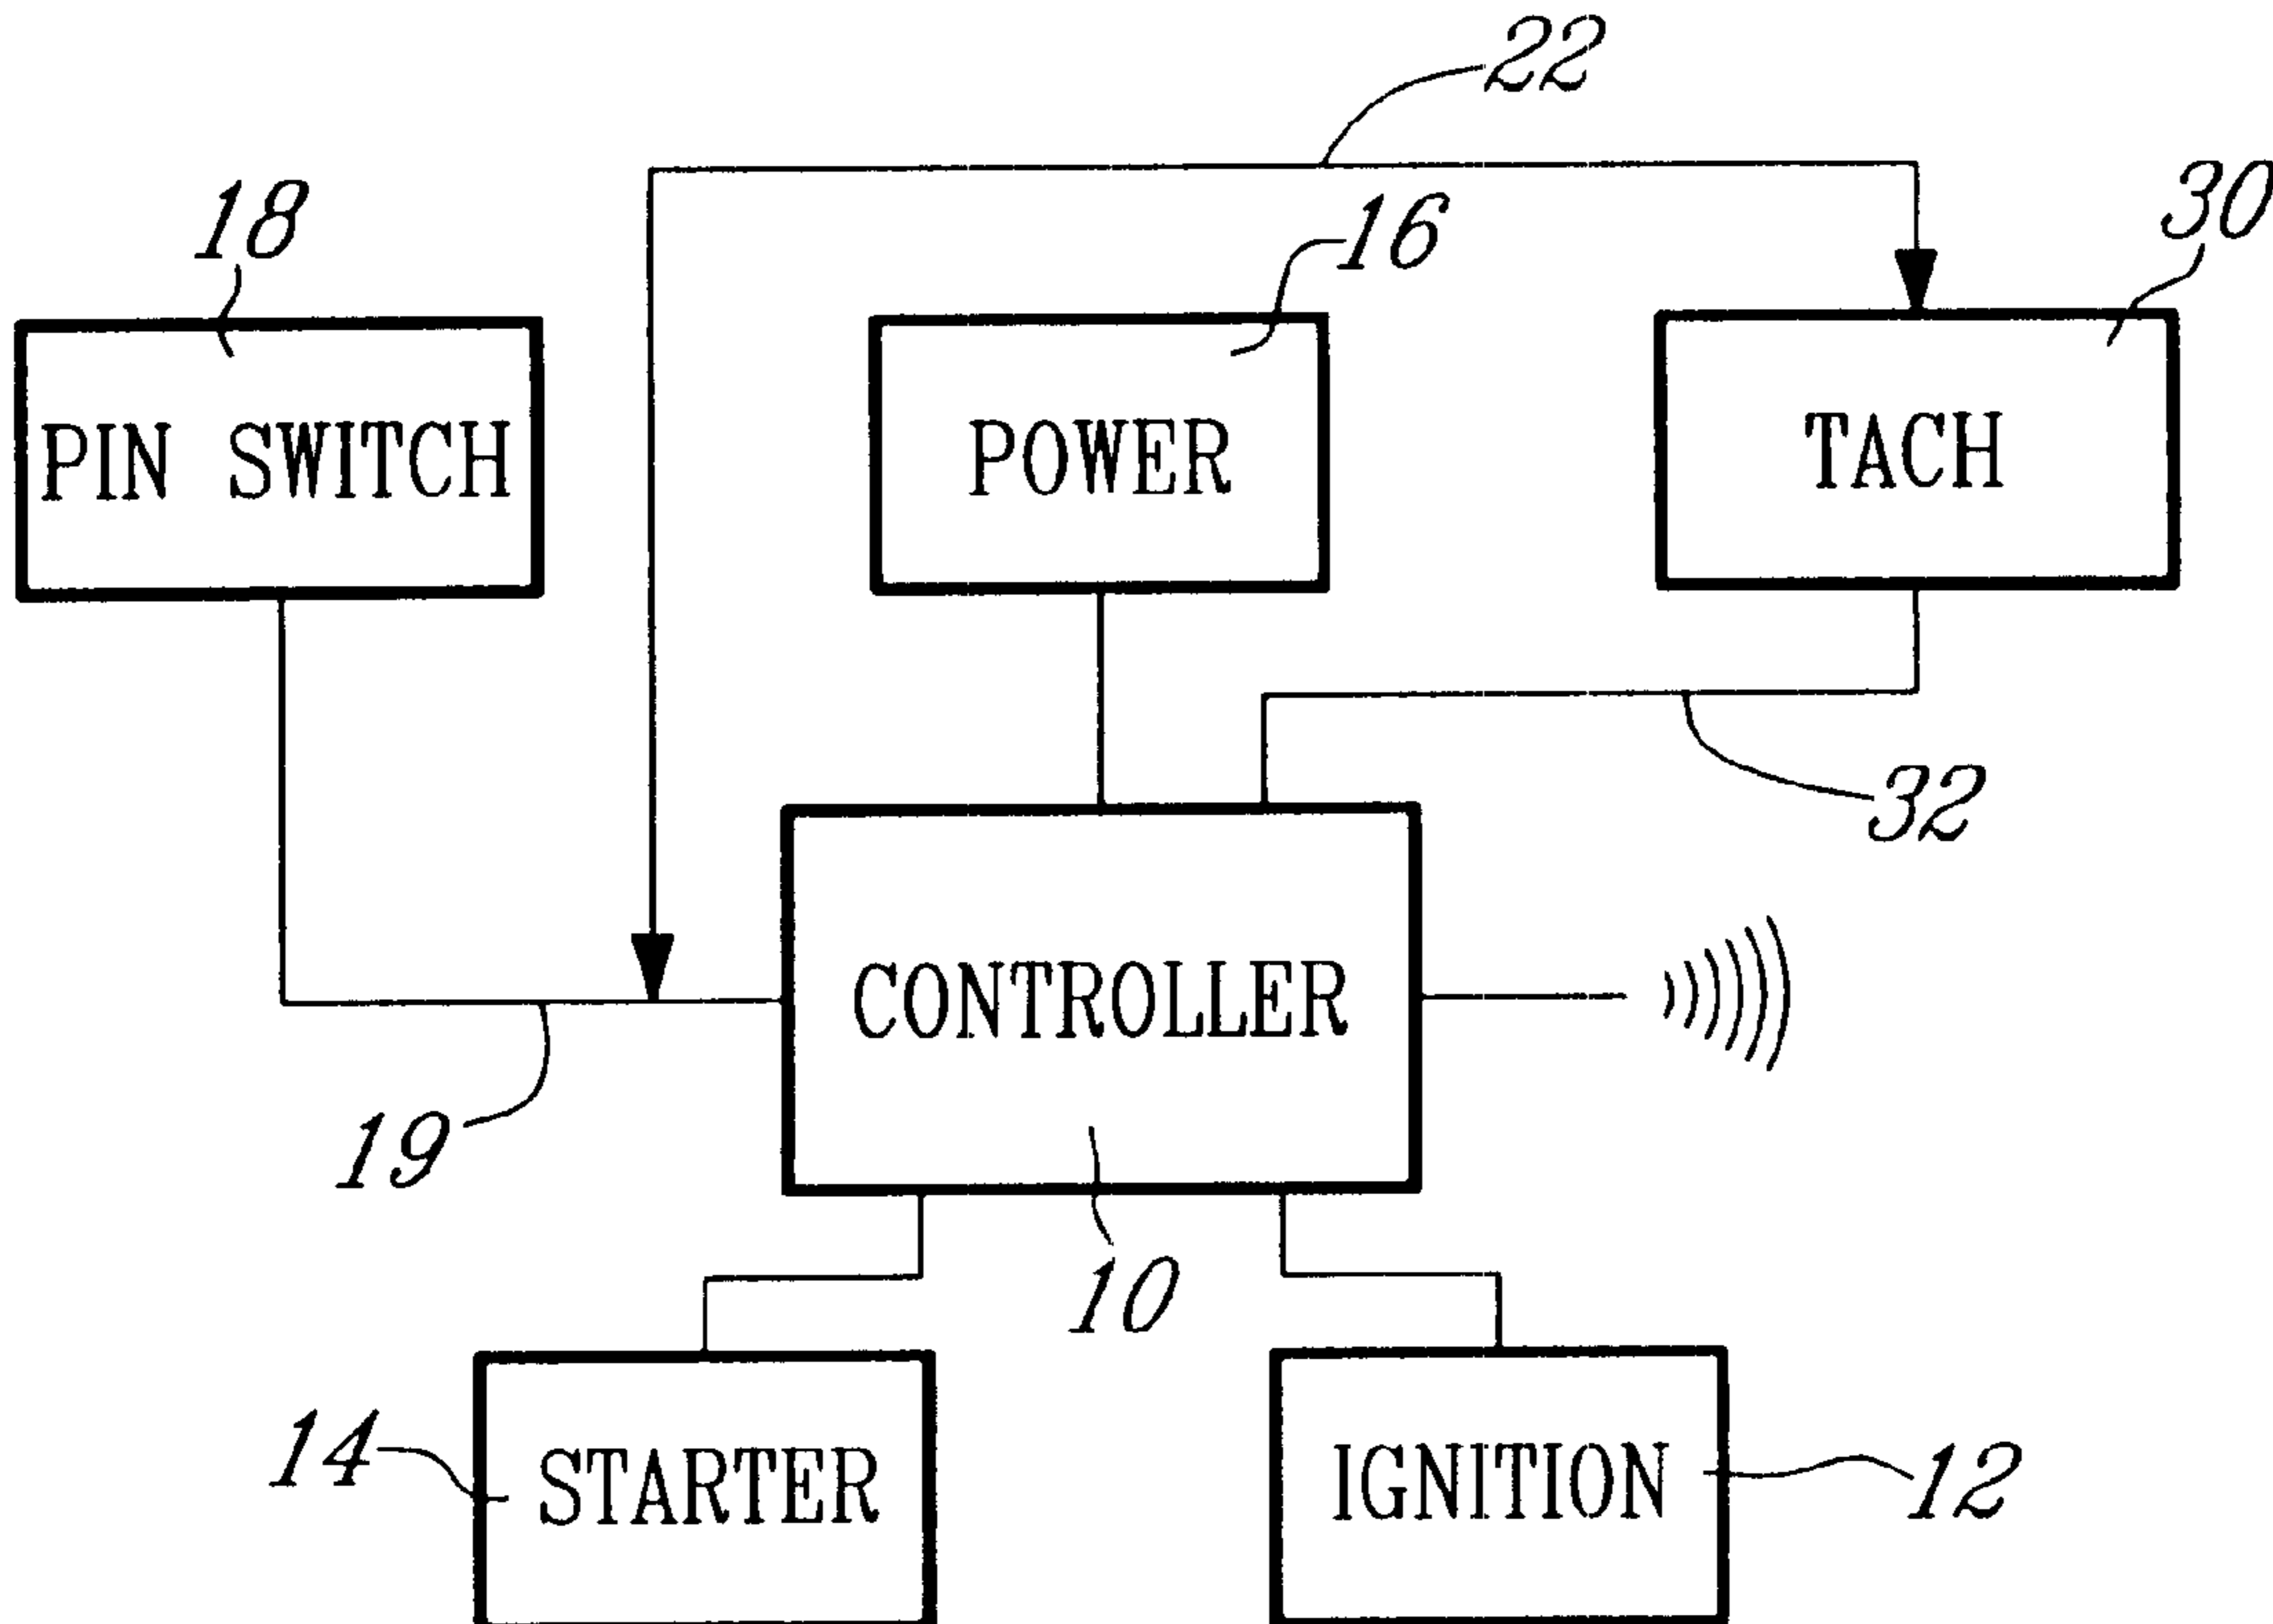 22
18
16
30
PIN SWITCH
POWER
TACH
32
CONTROLLER
19
10
14
STARTER
IGNITION
12